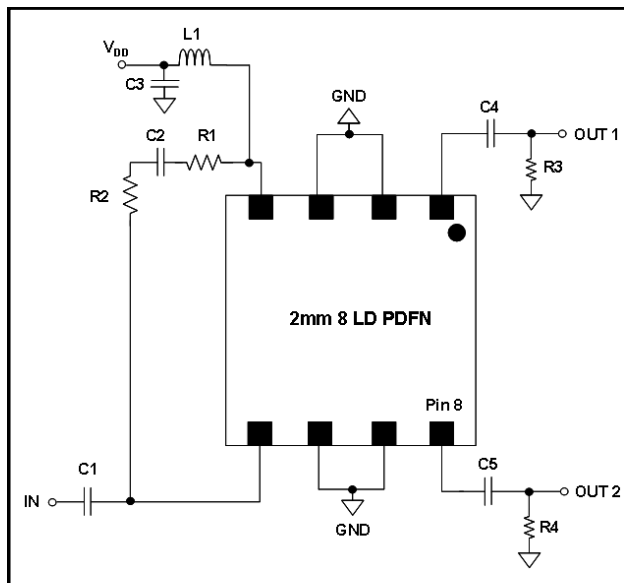 L1
V_DD
C3
GND
C4
OUT 1
C2
R1
R3
R2
2mm 8 LD PDFN
Pin 8
C1
C5
IN
OUT 2
GND
R4